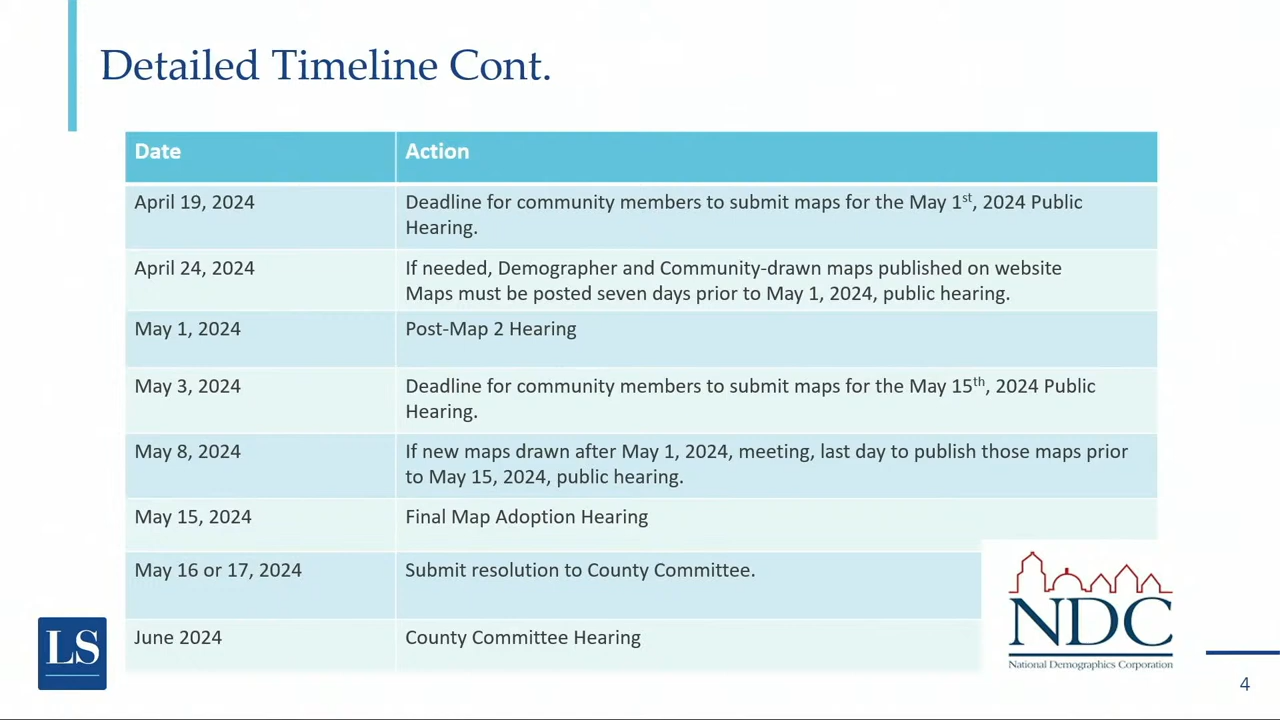 Detailed Timeline Cont.
Date
Action
April 19, 2024
Deadline for community members to submit maps for the May 1st, 2024 Public
Hearing.
April 24, 2024
If needed, Demographer and Community-drawn maps published on website
Maps must be posted seven days prior to May 1, 2024, public hearing.
May 1, 2024
Post-Map 2 Hearing
May 3, 2024
Deadline for community members to submit maps for the May 15th, 2024 Public
Hearing.
May 8, 2024
If new maps drawn after May 1, 2024, meeting, last day to publish those maps prior
to May 15, 2024, public hearing.
May 15, 2024
Final Map Adoption Hearing
May 16 or 17, 2024
Submit resolution to County Committee.
June 2024
County Committee Hearing
LS
NDC
National Demographics Corporation
4